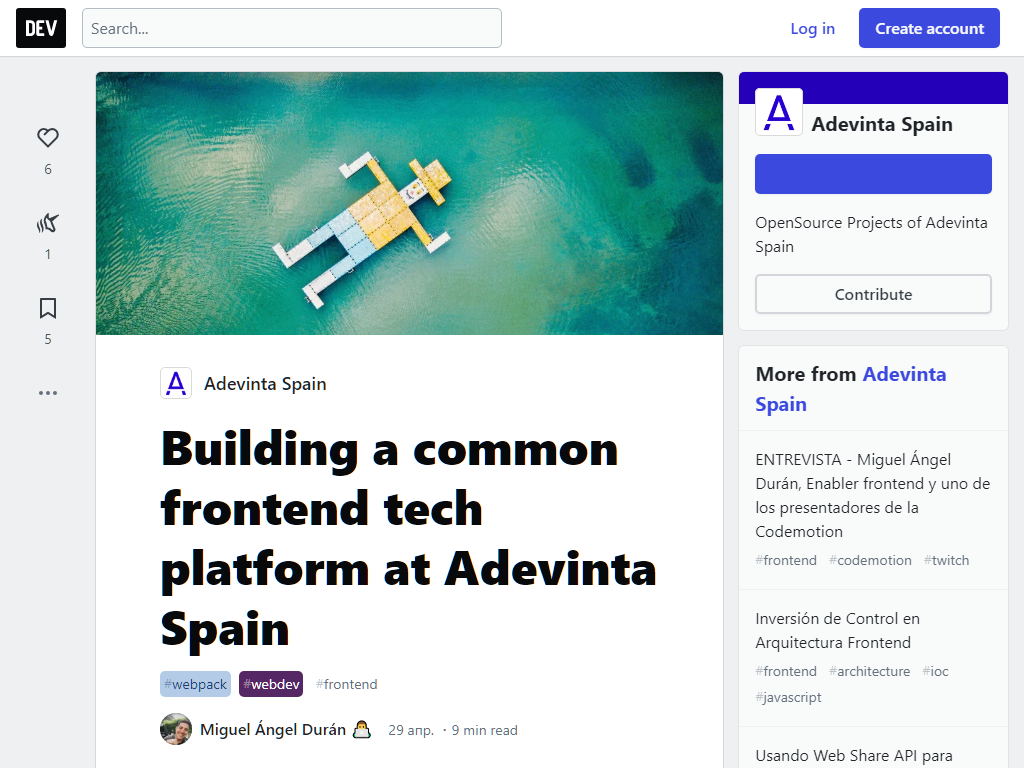 DEV
Search...
Log in
Create account
6
1
5
Adevinta Spain
Building a common
frontend tech
platform at Adevinta
Spain
#webpack #webdev #frontend
Miguel Ángel Durán 29 апр. · 9 min read
Adevinta Spain
OpenSource Projects of Adevinta
Spain
Contribute
More from Adevinta
Spain
ENTREVISTA - Miguel Ángel
Durán, Enabler frontend y uno de
los presentadores de la
Codemotion
#frontend #codemotion #twitch
Inversión de Control en
Arquitectura Frontend
#frontend #architecture #ioc
#javascript
Usando Web Share API para